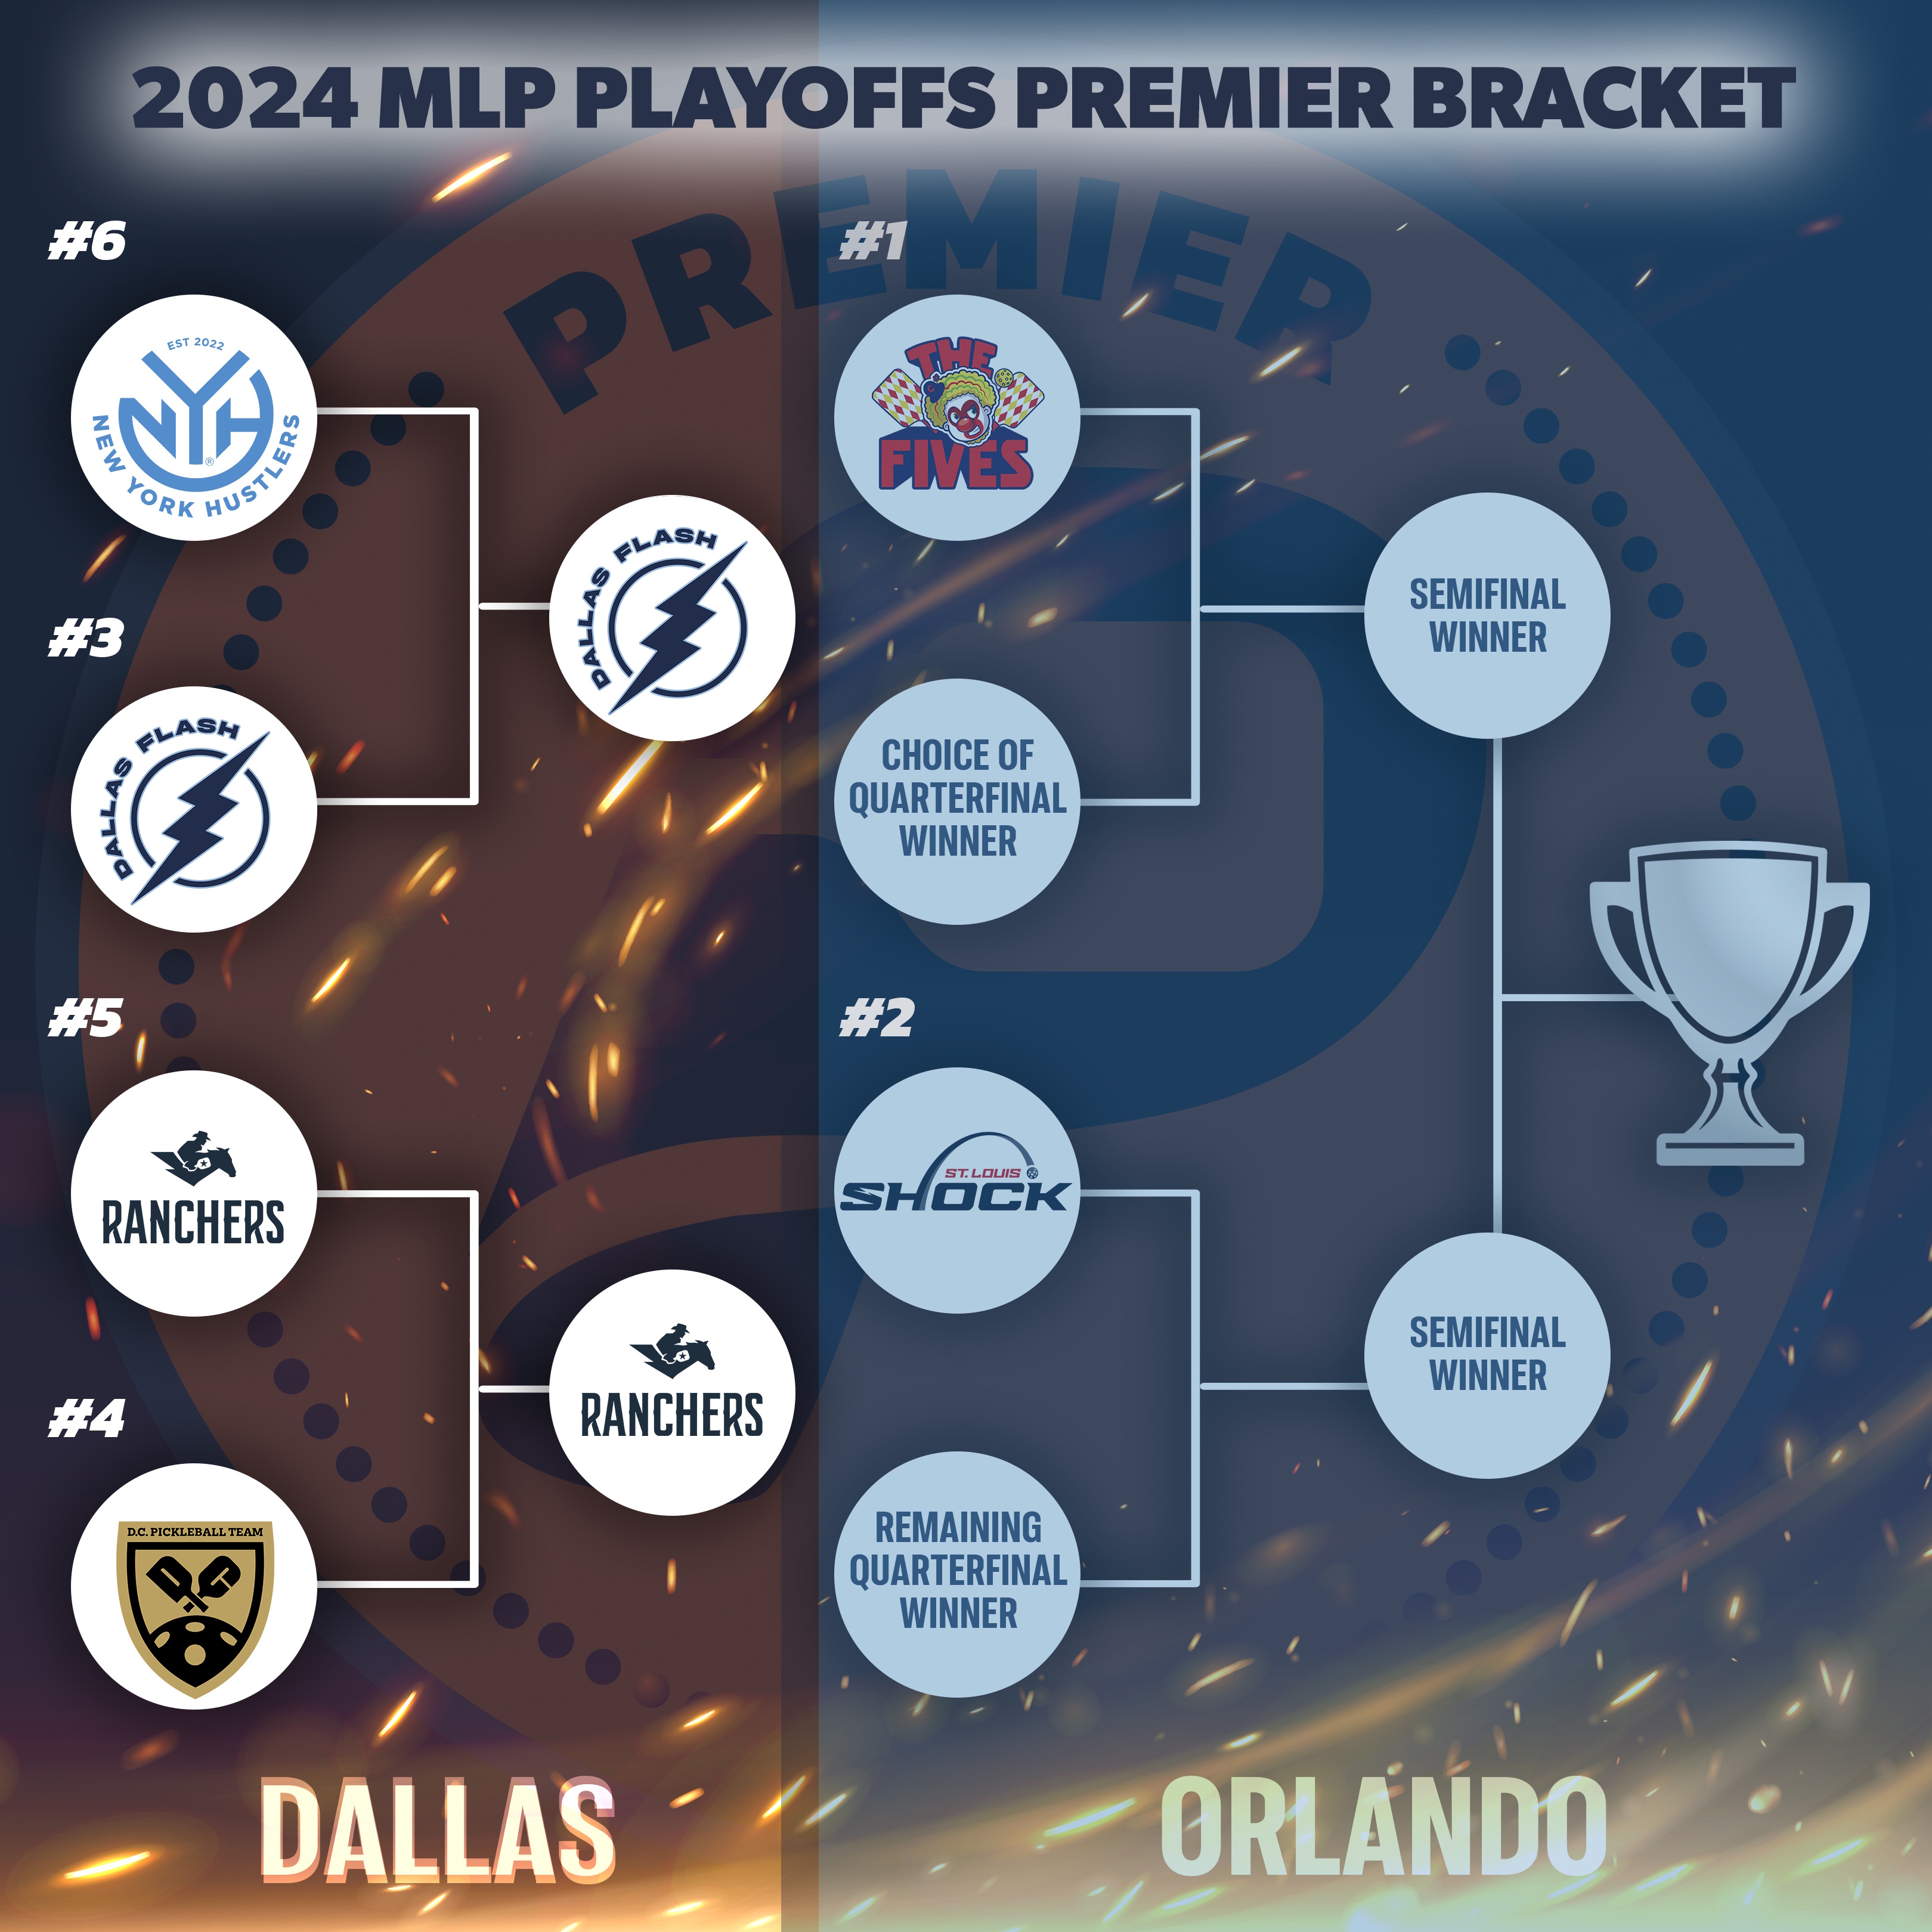 2024 MLP PLAYOFFS PREMIER BRACKET
PREMIER
#6
EST 2022
NYH
®
NEW YORK HUSTLERS
#3
DALLAS FLASH
DALLAS FLASH
#5
RANCHERS
RANCHERS
#4
D.C. PICKLEBALL TEAM
DALLAS
#1
THE
FIVES
CHOICE OF
QUARTERFINAL
WINNER
SEMIFINAL
WINNER
#2
ST. LOUIS
SHOCK
REMAINING
QUARTERFINAL
WINNER
SEMIFINAL
WINNER
ORLANDO